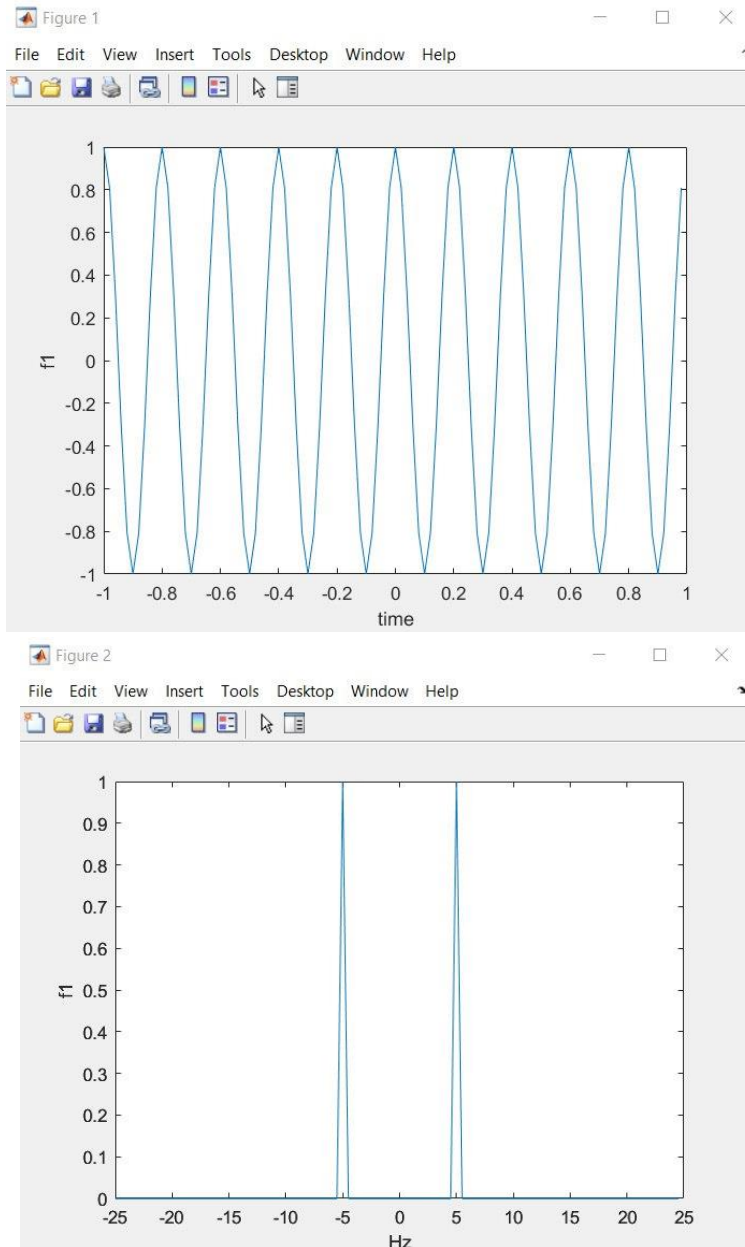 Figure 1
File Edit View Insert Tools Desktop Window Help
1
0.8
0.6
0.4
0.2
0
-0.2
-0.4
-0.6
-0.8
-1
f1
-1 -0.8 -0.6 -0.4 -0.2 0 0.2 0.4 0.6 0.8 1
time
Figure 2
File Edit View Insert Tools Desktop Window Help
1
0.9
0.8
0.7
0.6
0.5
0.4
0.3
0.2
0.1
0
f1
-25 -20 -15 -10 -5 0 5 10 15 20 25
Hz